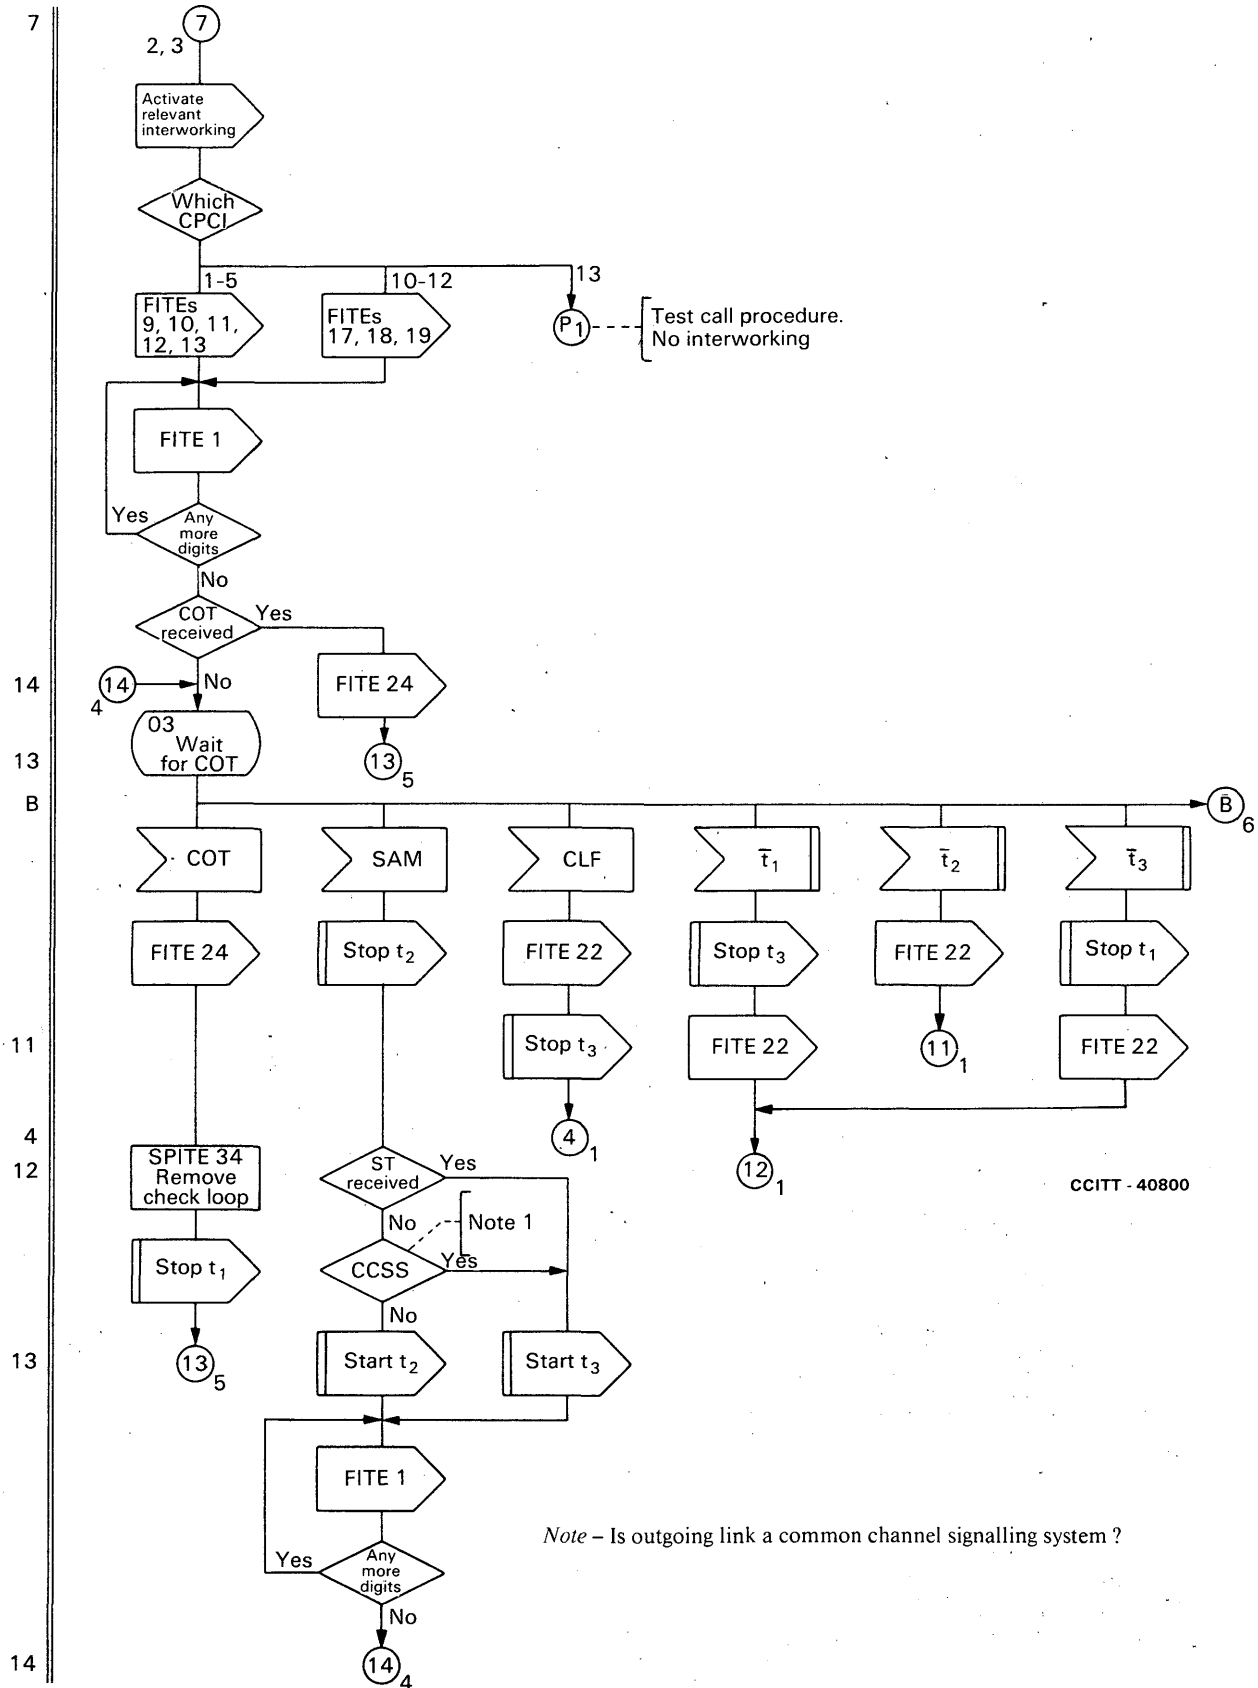 7
7
2, 3
Activate
relevant
interworking
Which
CPCI
1-5
10-12
13
FITEs
9, 10, 11,
12, 13
FITEs
17, 18, 19
P1
Test call procedure.
No interworking
FITE 1
Yes
Any
more
digits
No
COT
received
Yes
14
14
4
No
FITE 24
03
Wait
for COT
13
13
5
B
B
6
COT
SAM
CLF
t̄1
t̄2
t̄3
FITE 24
Stop t2
FITE 22
Stop t3
FITE 22
Stop t1
11
Stop t3
FITE 22
11
1
FITE 22
4
4
1
12
SPITE 34
Remove
check loop
ST
received
Yes
12
1
CCITT - 40800
No
Note 1
Stop t1
CCSS
Yes
No
13
13
5
Start t2
Start t3
FITE 1
Note – Is outgoing link a common channel signalling system ?
Yes
Any
more
digits
No
14
14
4